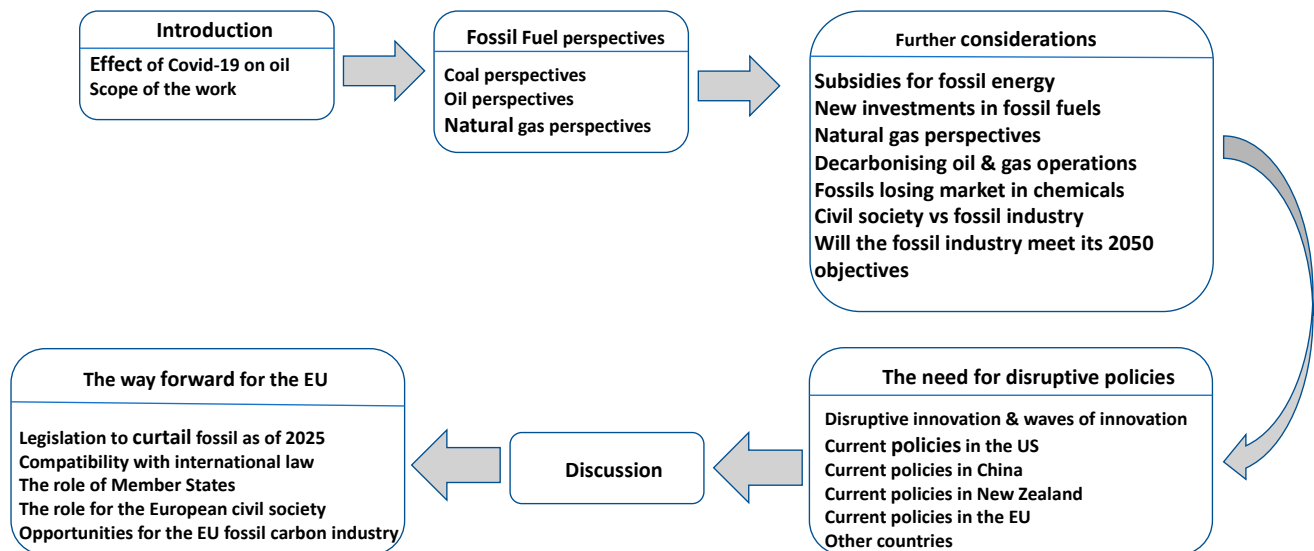 Introduction
Effect of Covid-19 on oil
Scope of the work
Fossil Fuel perspectives
Coal perspectives
Oil perspectives
Natural gas perspectives
Further considerations
Subsidies for fossil energy
New investments in fossil fuels
Natural gas perspectives
Decarbonising oil & gas operations
Fossils losing market in chemicals
Civil society vs fossil industry
Will the fossil industry meet its 2050
objectives
The need for disruptive policies
Disruptive innovation & waves of innovation
Current policies in the US
Current policies in China
Current policies in New Zealand
Current policies in the EU
Other countries
Discussion
The way forward for the EU
Legislation to curtail fossil as of 2025
Compatibility with international law
The role of Member States
The role for the European civil society
Opportunities for the EU fossil carbon industry